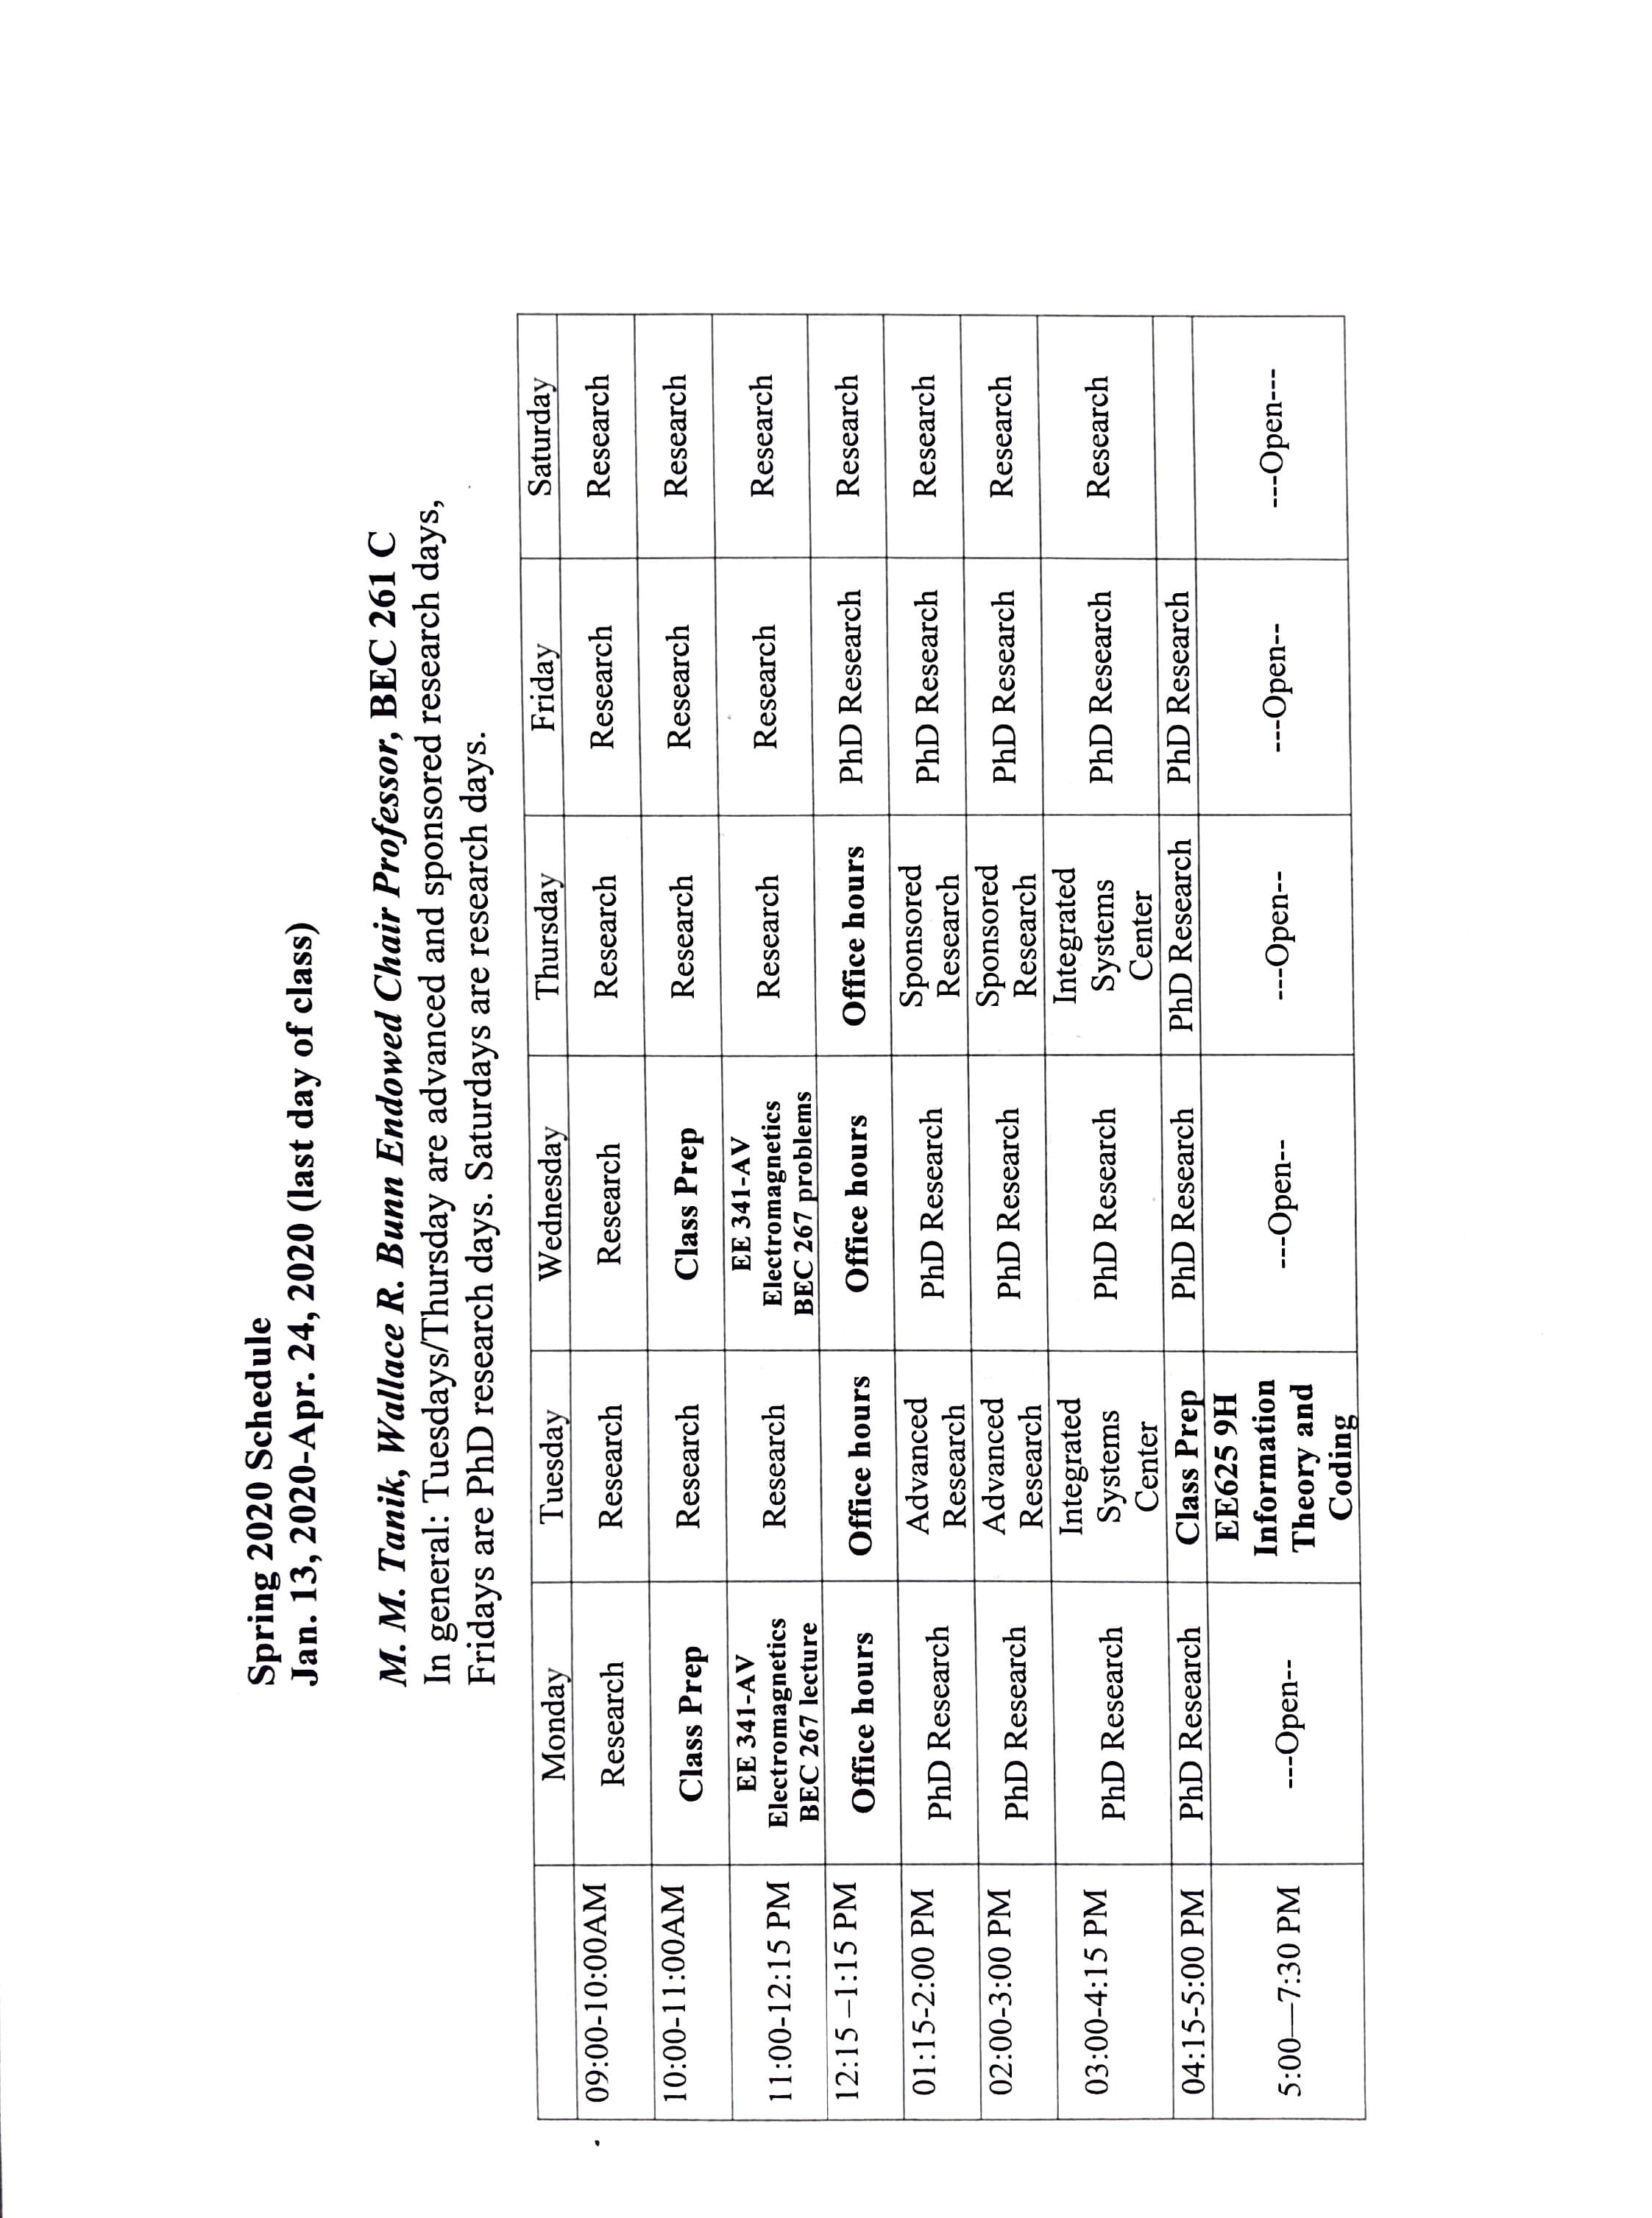 Spring 2020 Schedule
Jan. 13, 2020-Apr. 24, 2020 (last day of class)
M. M. Tanik, Wallace R. Bunn Endowed Chair Professor, BEC 261 C
In general: Tuesdays/Thursday are advanced and sponsored research days,
Fridays are PhD research days. Saturdays are research days.
Monday Tuesday Wednesday Thursday Friday Saturday
09:00-10:00AM Research Research Research Research Research Research
10:00-11:00AM Class Prep Research Class Prep Research Research Research
11:00-12:15 PM EE 341-AV Electromagnetics BEC 267 lecture Research EE 341-AV Electromagnetics BEC 267 problems Research Research Research
12:15 –1:15 PM Office hours Office hours Office hours Office hours PhD Research Research
01:15-2:00 PM PhD Research Advanced Research PhD Research Sponsored Research PhD Research Research
02:00-3:00 PM PhD Research Advanced Research PhD Research Sponsored Research PhD Research Research
03:00-4:15 PM PhD Research Integrated Systems Center PhD Research Integrated Systems Center PhD Research Research
04:15-5:00 PM PhD Research Class Prep PhD Research PhD Research PhD Research
5:00—7:30 PM ---Open-- EE625 9H Information Theory and Coding ---Open-- ---Open-- ---Open-- ---Open---